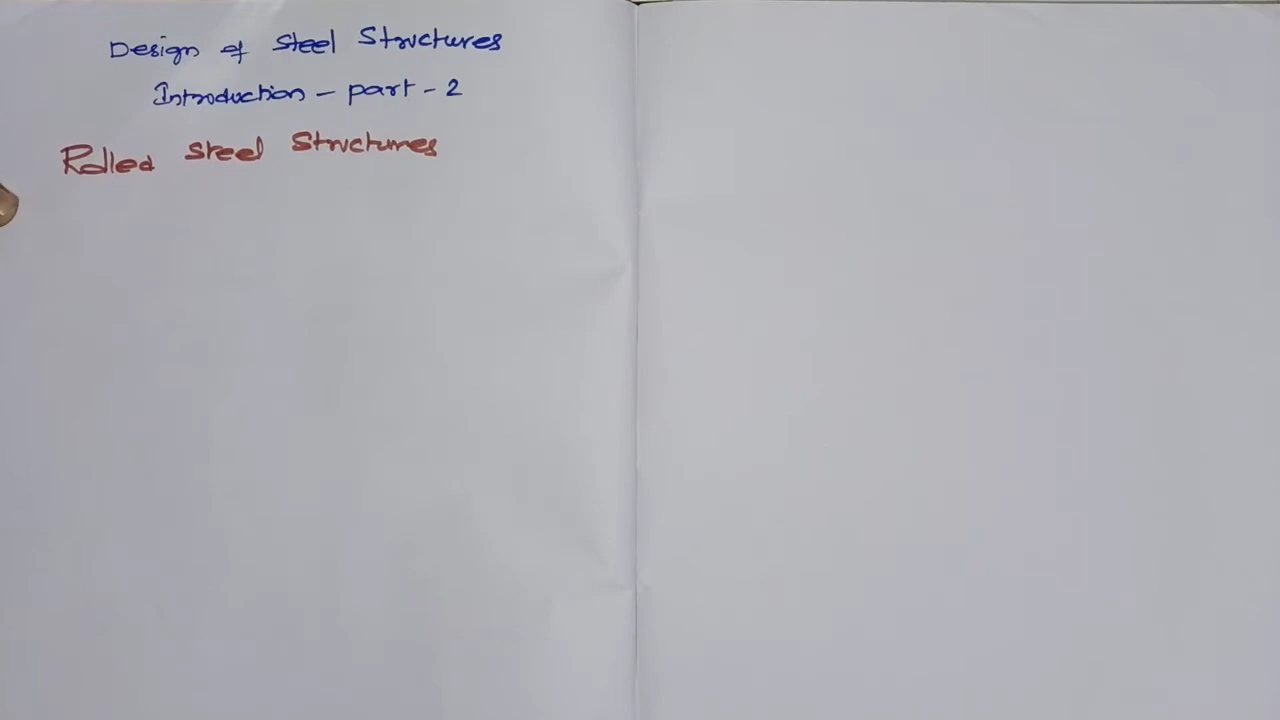 Design of Steel Structures
Introduction - part - 2
Rolled Steel Structures